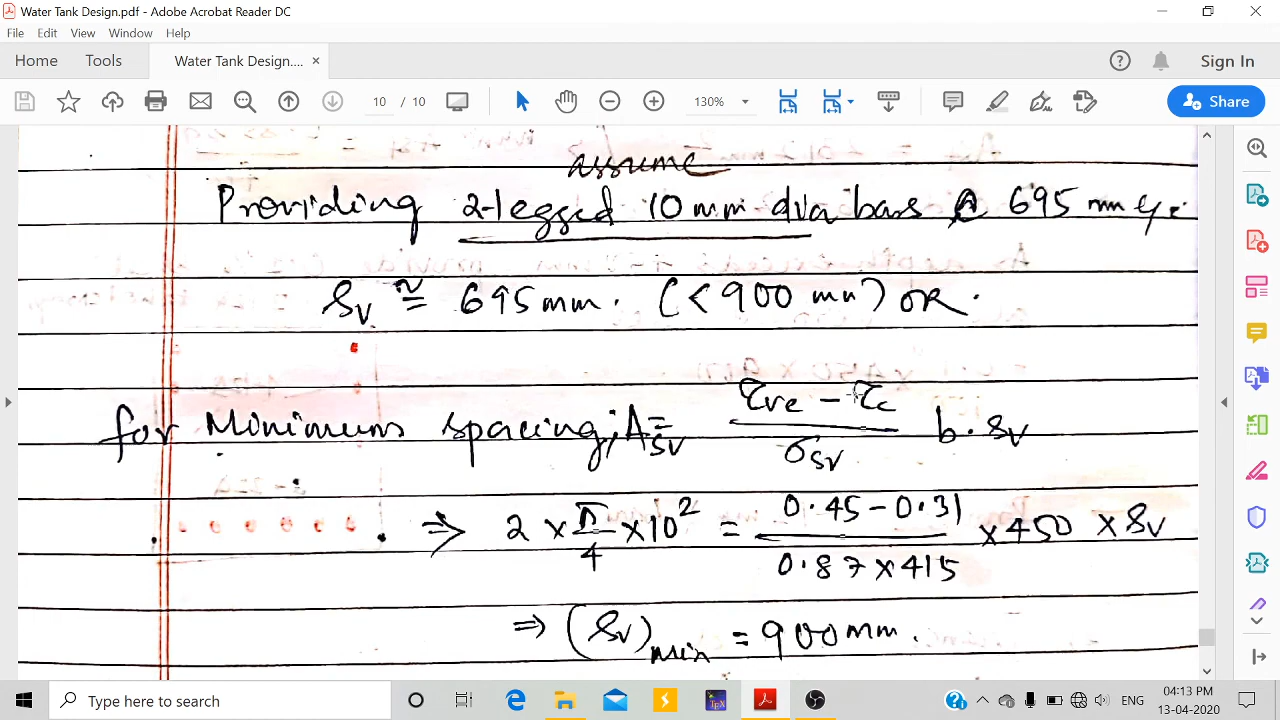 Water Tank Design.pdf - Adobe Acrobat Reader DC
File Edit View Window Help
Home Tools Water Tank Design.... × Sign In
10 / 10 130% Share
assume
Providing 2-legged 10 mm dia bars @ 695 mm c/c.
Sv ≅ 695 mm. (< 900 mm) OK.
for Minimum spacing; Asv = (τve - τc) / σsv b.Sv
⇒ 2 × π/4 × 10² = (0.45 - 0.31) / (0.87 × 415) × 450 × Sv
⇒ (Sv)min = 900 mm.
Type here to search
ENG 04:13 PM
13-04-2020